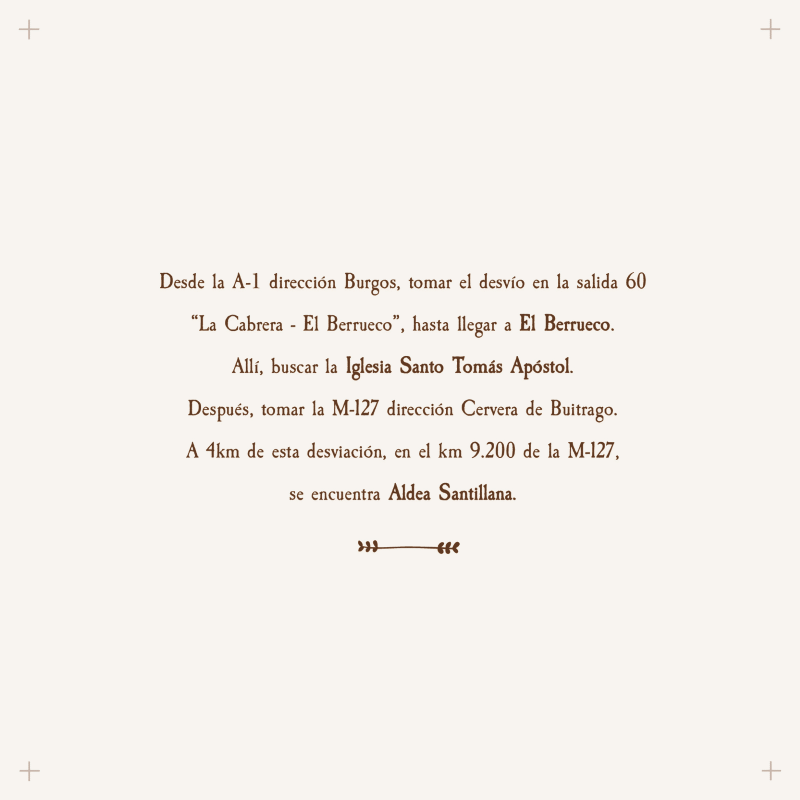 Desde la A-1 dirección Burgos, tomar el desvío en la salida 60
“La Cabrera - El Berrueco”, hasta llegar a El Berrueco.
Allí, buscar la Iglesia Santo Tomás Apóstol.
Después, tomar la M-127 dirección Cervera de Buitrago.
A 4km de esta desviación, en el km 9.200 de la M-127,
se encuentra Aldea Santillana.